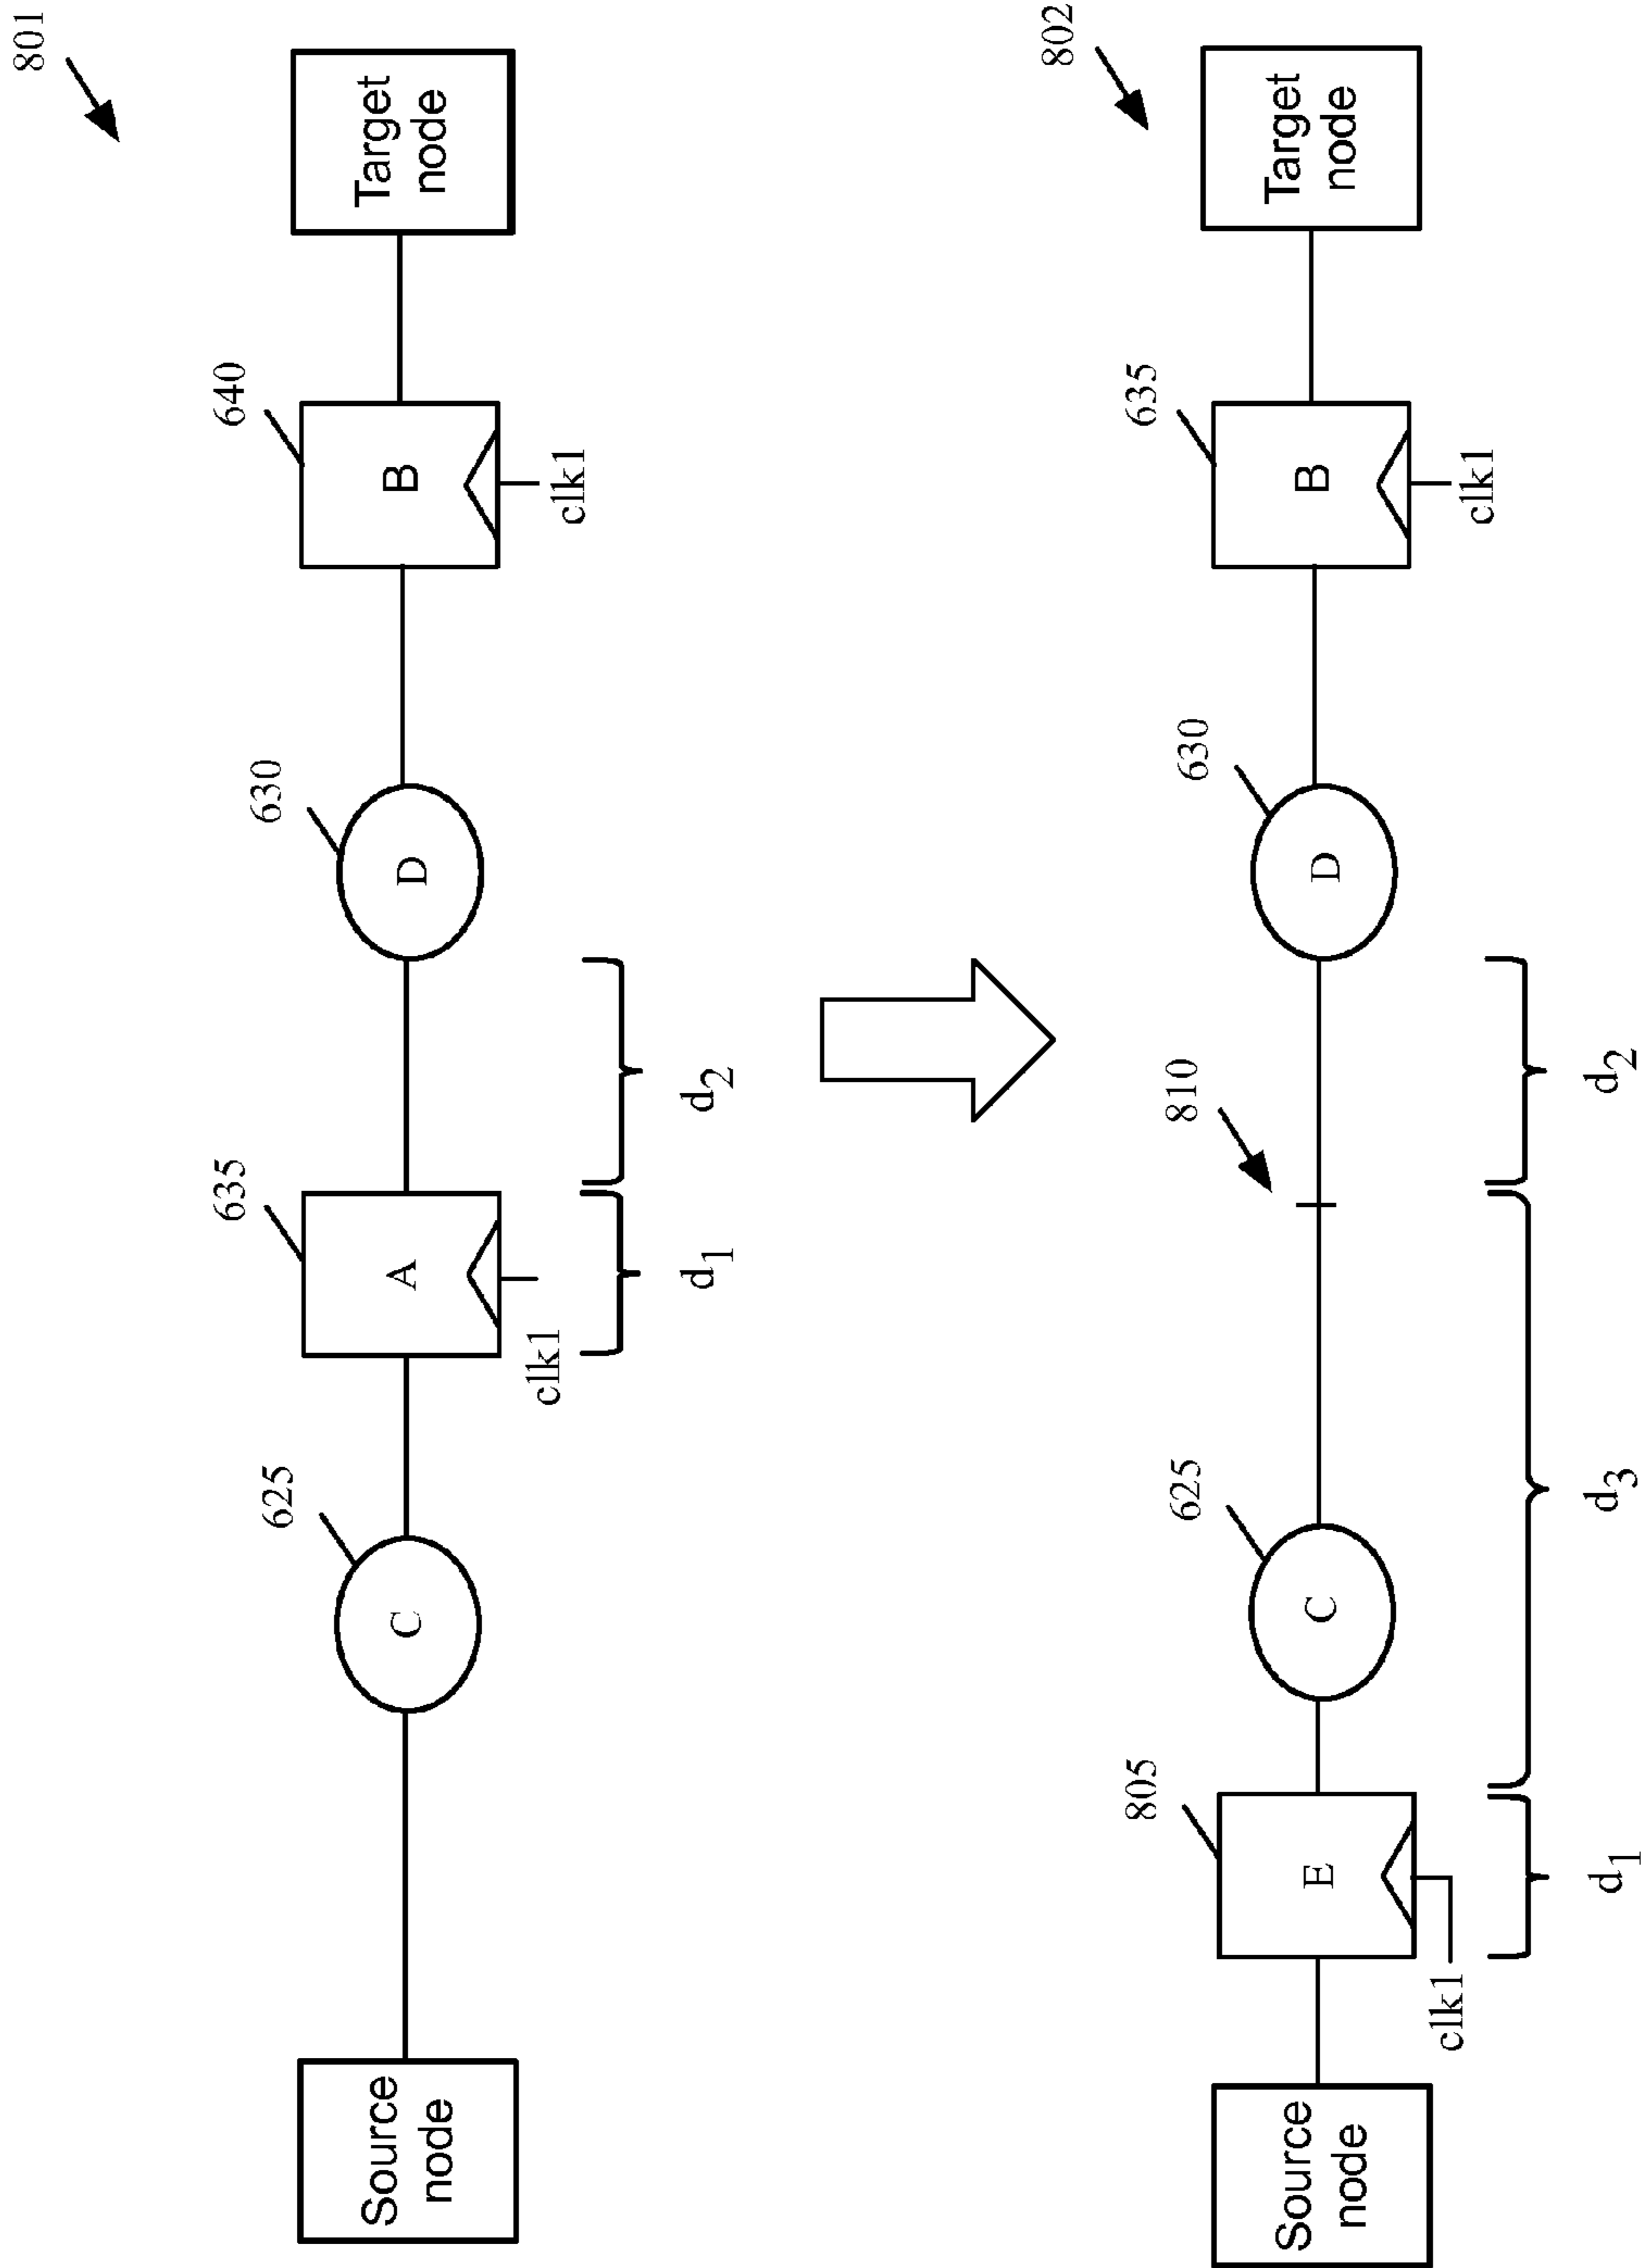 801
Source
node
C
625
A
635
clk1
d1
d2
D
630
B
640
clk1
Target
node
802
Source
node
E
805
clk1
d1
C
625
d3
810
d2
D
630
B
635
clk1
Target
node